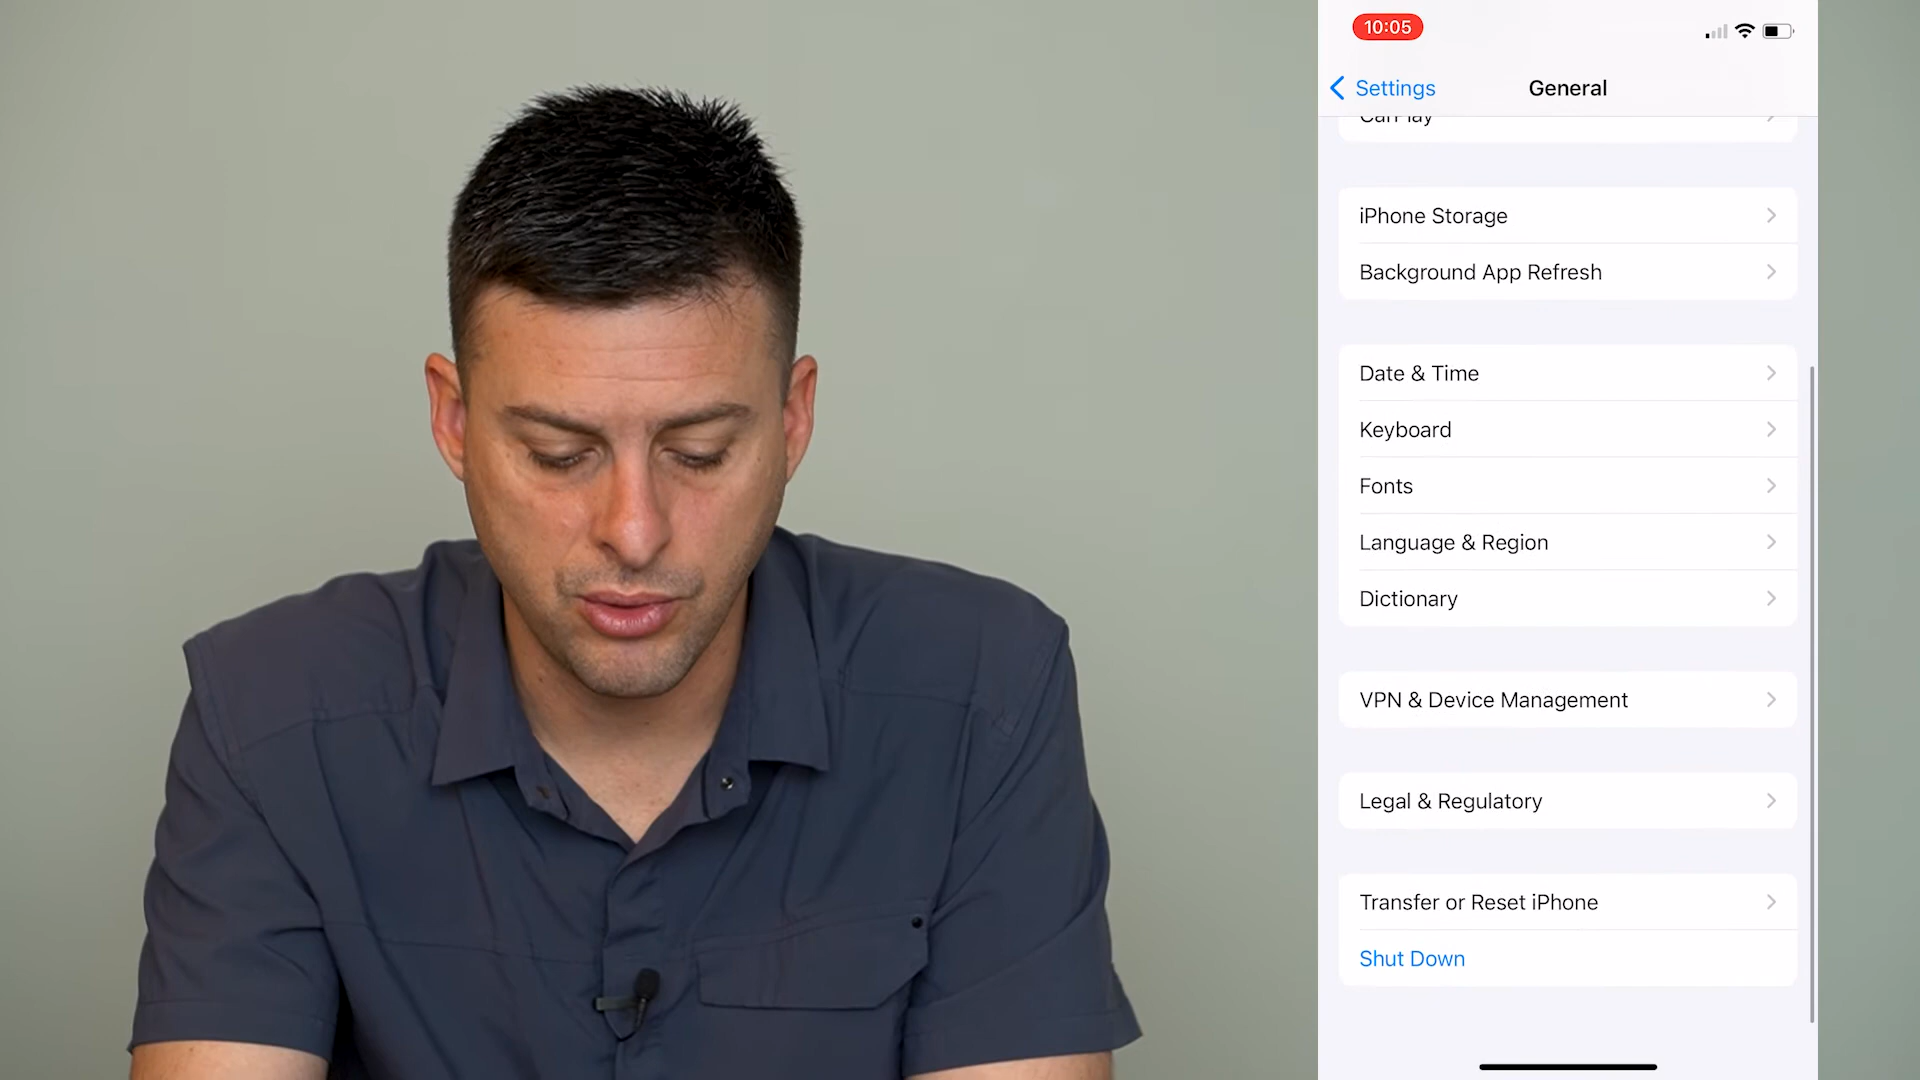 10:05
Settings
General
CarPlay
iPhone Storage
Background App Refresh
Date & Time
Keyboard
Fonts
Language & Region
Dictionary
VPN & Device Management
Legal & Regulatory
Transfer or Reset iPhone
Shut Down